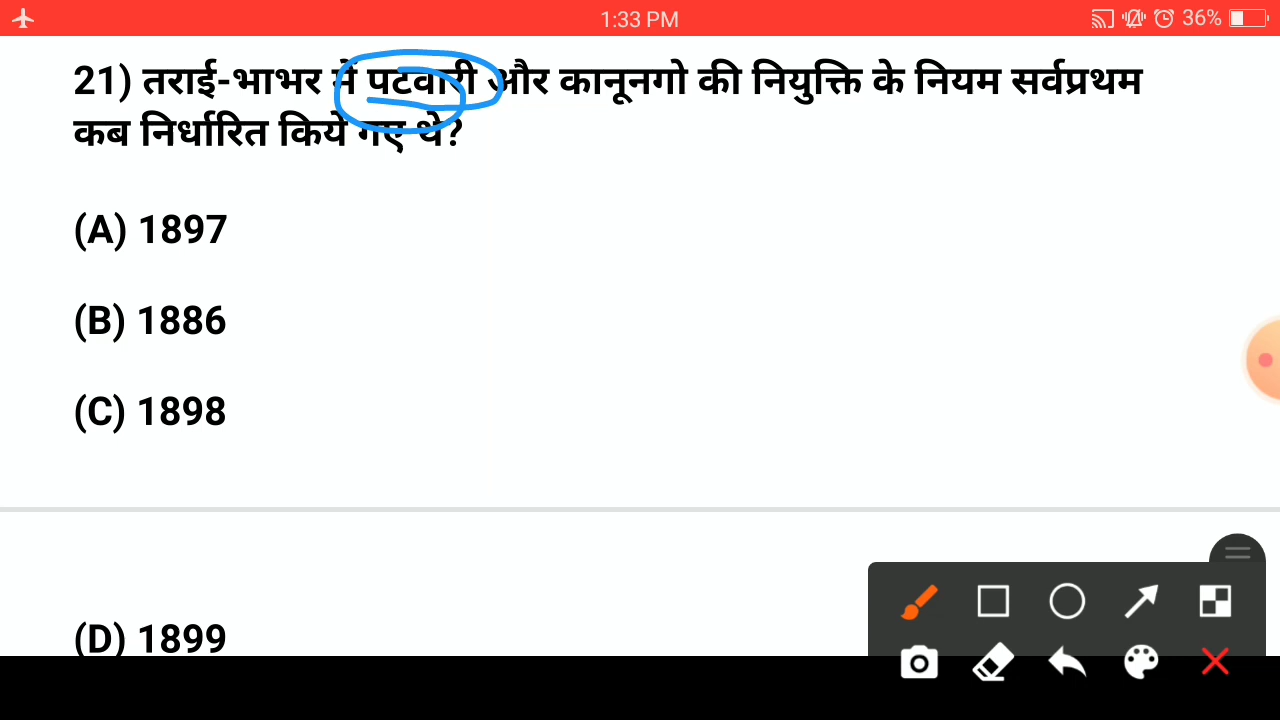 1:33 PM
36%
21) तराई-भाभर में पटवारी और कानूनगो की नियुक्ति के नियम सर्वप्रथम
कब निर्धारित किये गए थे?
(A) 1897
(B) 1886
(C) 1898
(D) 1899